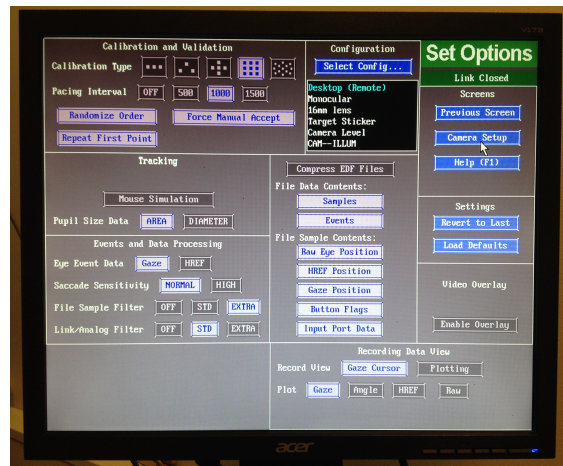 V173
Calibration and Validation
Calibration Type
Pacing Interval OFF 500 1000 1500
Randomize Order Force Manual Accept
Repeat First Point
Configuration
Select Config...
Desktop (Remote)
Monocular
16mm lens
Target Sticker
Camera Level
CAM--ILLUM
Set Options
Link Closed
Screens
Previous Screen
Camera Setup
Help (F1)
Tracking
Mouse Simulation
Pupil Size Data AREA DIAMETER
Compress EDF Files
File Data Contents:
Samples
Events
File Sample Contents:
Raw Eye Position
HREF Position
Gaze Position
Button Flags
Input Port Data
Settings
Revert to Last
Load Defaults
Events and Data Processing
Eye Event Data Gaze HREF
Saccade Sensitivity NORMAL HIGH
File Sample Filter OFF STD EXTRA
Link/Analog Filter OFF STD EXTRA
Video Overlay
Enable Overlay
Recording Data View
Record View Gaze Cursor Plotting
Plot Gaze Angle HREF Raw
acer